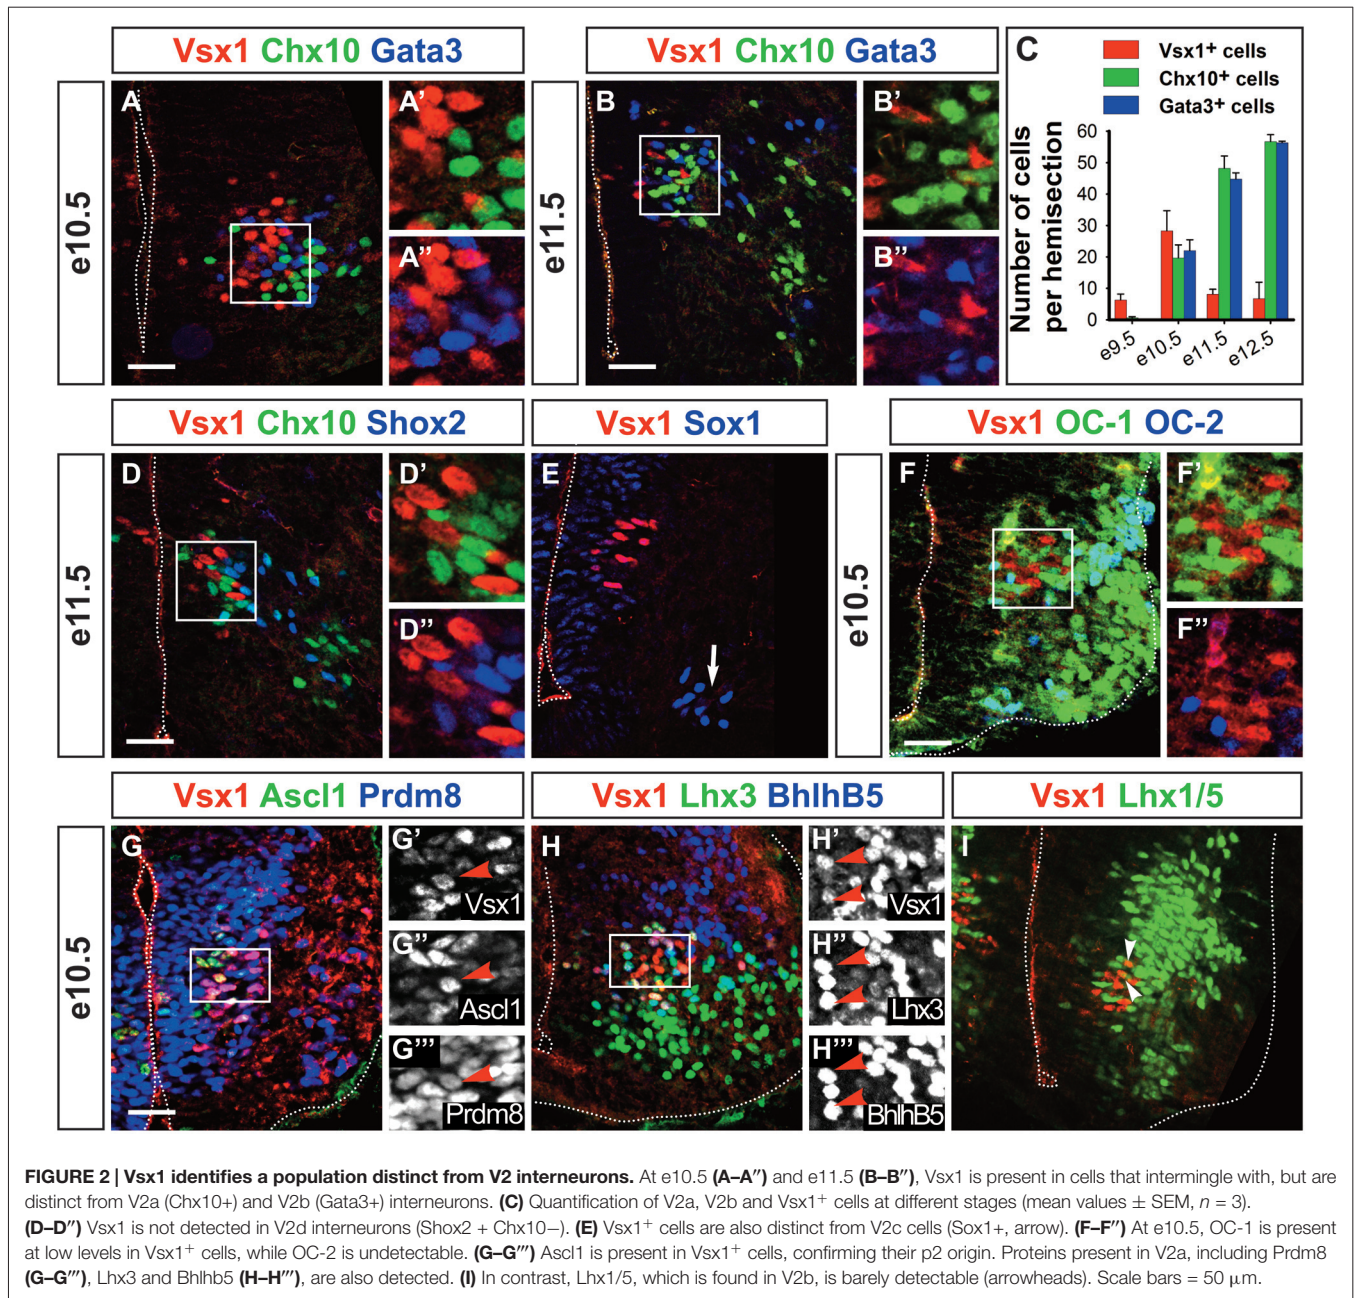 Vsx1 Chx10 Gata3
Vsx1 Chx10 Gata3
C
Vsx1+ cells
Chx10+ cells
Gata3+ cells
e10.5
A
A’
A”
e11.5
B
B’
B”
Number of cells
per hemisection
60
50
40
30
20
10
0
e9.5
e10.5
e11.5
e12.5
Vsx1 Chx10 Shox2
Vsx1 Sox1
Vsx1 OC-1 OC-2
e11.5
D
D’
D”
E
e10.5
F
F’
F”
Vsx1 Ascl1 Prdm8
Vsx1 Lhx3 BhlhB5
Vsx1 Lhx1/5
e10.5
G
G’
Vsx1
G”
Ascl1
G”’
Prdm8
H
H’
Vsx1
H”
Lhx3
H”’
BhlhB5
I
FIGURE 2 | Vsx1 identifies a population distinct from V2 interneurons. At e10.5 (A–A″) and e11.5 (B–B″), Vsx1 is present in cells that intermingle with, but are
distinct from V2a (Chx10+) and V2b (Gata3+) interneurons. (C) Quantification of V2a, V2b and Vsx1+ cells at different stages (mean values ± SEM, n = 3).
(D–D″) Vsx1 is not detected in V2d interneurons (Shox2 + Chx10−). (E) Vsx1+ cells are also distinct from V2c cells (Sox1+, arrow). (F–F″) At e10.5, OC-1 is present
at low levels in Vsx1+ cells, while OC-2 is undetectable. (G–G‴) Ascl1 is present in Vsx1+ cells, confirming their p2 origin. Proteins present in V2a, including Prdm8
(G–G‴), Lhx3 and Bhlhb5 (H–H‴), are also detected. (I) In contrast, Lhx1/5, which is found in V2b, is barely detectable (arrowheads). Scale bars = 50 μm.